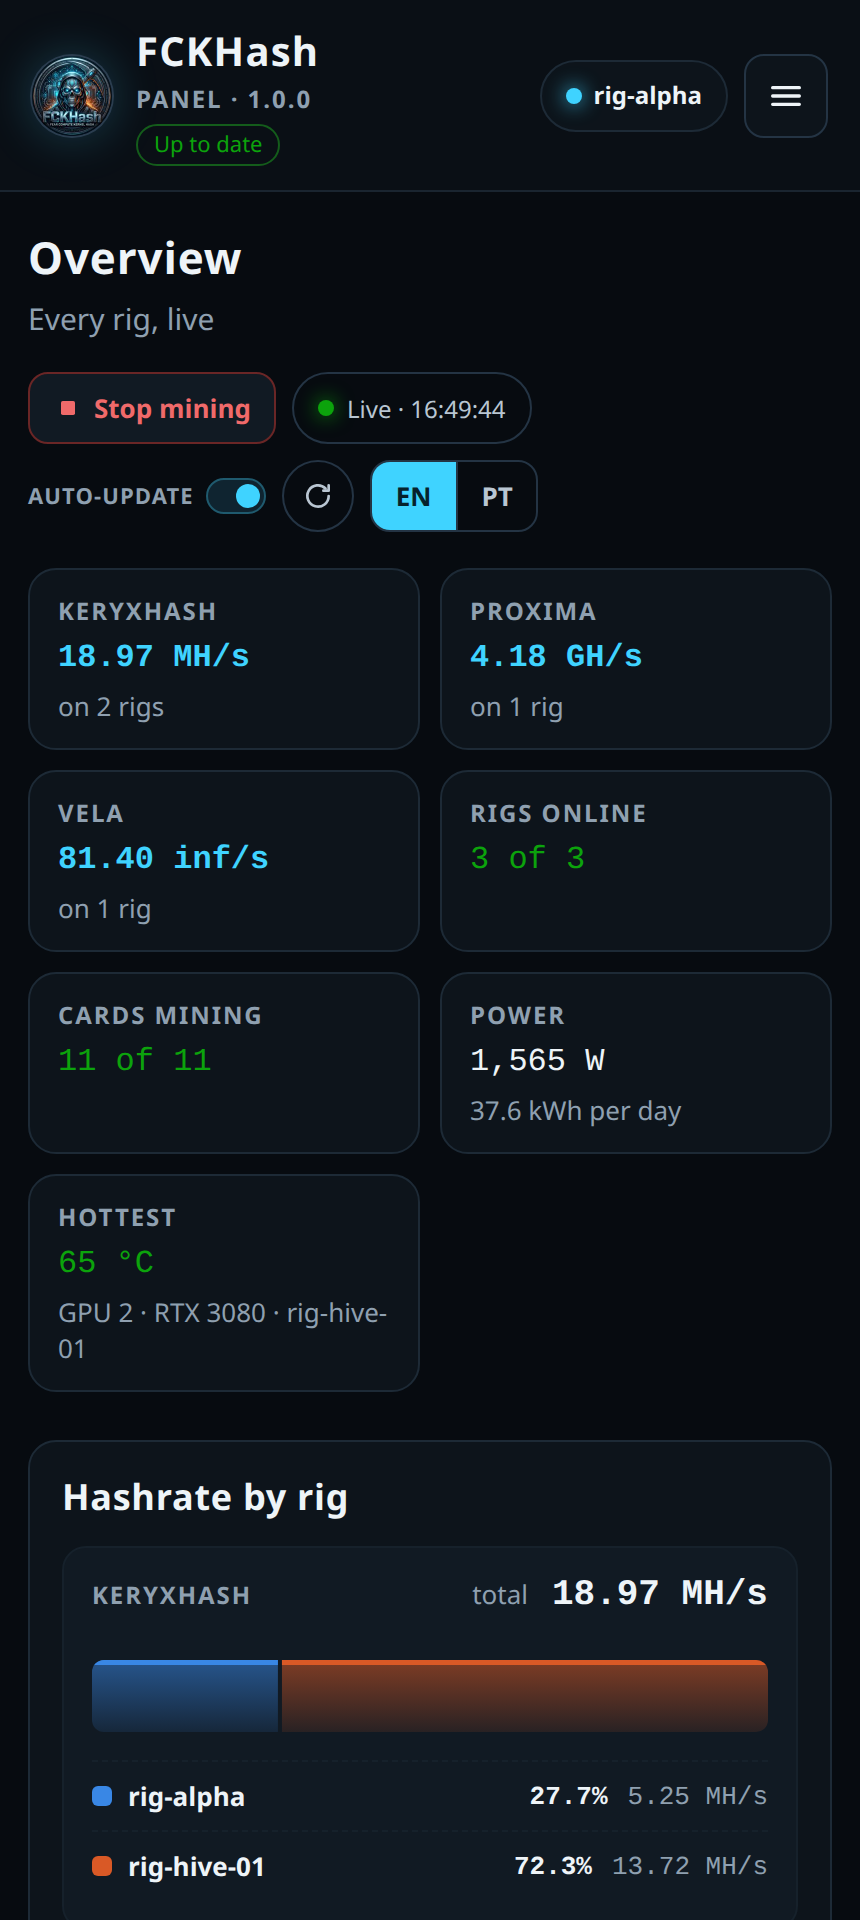 FCKHash
PANEL · 1.0.0
Up to date
FCKHash
rig-alpha
Overview
Every rig, live
Stop mining
Live · 16:49:44
AUTO-UPDATE
EN
PT
KERYXHASH
18.97 MH/s
on 2 rigs
PROXIMA
4.18 GH/s
on 1 rig
VELA
81.40 inf/s
on 1 rig
RIGS ONLINE
3 of 3
CARDS MINING
11 of 11
POWER
1,565 W
37.6 kWh per day
HOTTEST
65 °C
GPU 2 · RTX 3080 · rig-hive-
01
Hashrate by rig
KERYXHASH
total 18.97 MH/s
rig-alpha 27.7% 5.25 MH/s
rig-hive-01 72.3% 13.72 MH/s